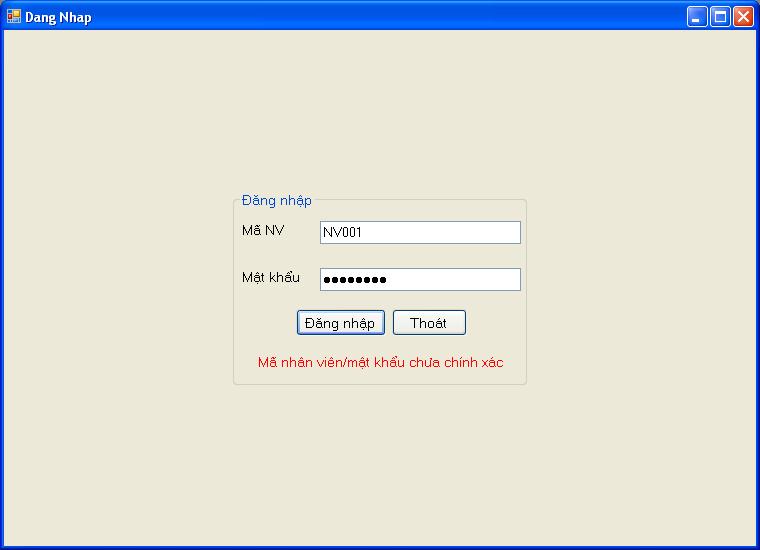 Dang Nhap
Đăng nhập
Mã NV NV001
Mật khẩu ●●●●●●●●
Đăng nhập Thoát
Mã nhân viên/mật khẩu chưa chính xác